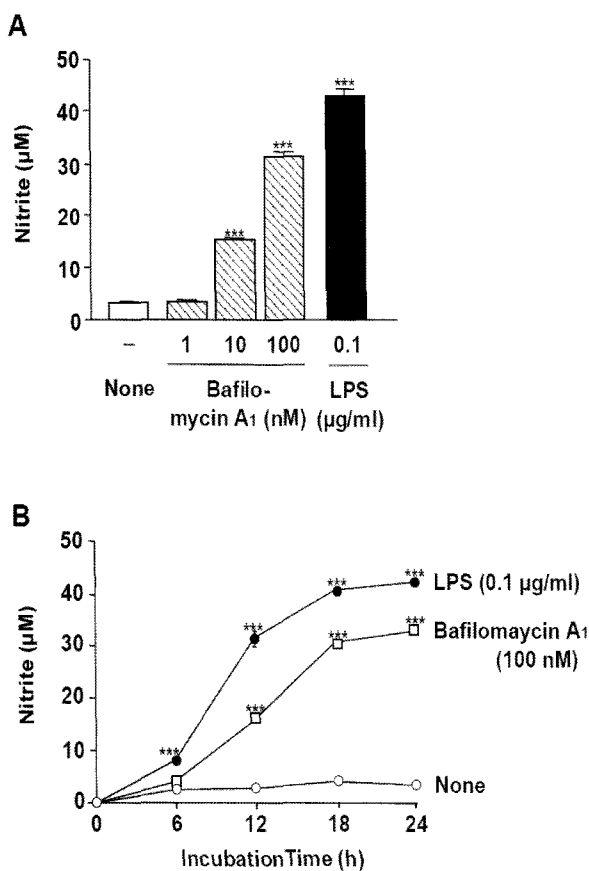 A
50
40
30
20
10
0
Nitrite (µM)
***
***
***
– 1 10 100 0.1
None Bafilo- LPS
mycin A1 (nM) (µg/ml)
B
50
40
30
20
10
0
Nitrite (µM)
*** *** *** ***
*** *** ***
LPS (0.1 µg/ml)
Bafilomaycin A1
(100 nM)
None
0 6 12 18 24
IncubationTime (h)